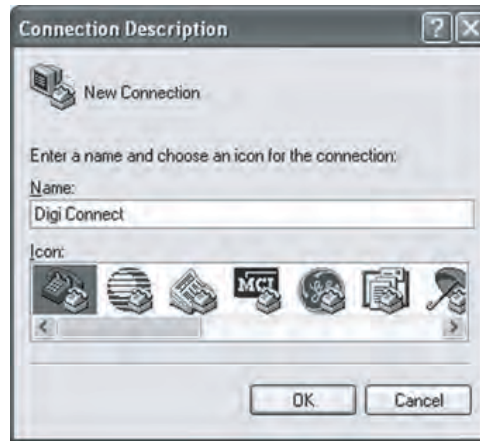 Connection Description
New Connection
Enter a name and choose an icon for the connection:
Name:
Digi Connect
Icon:
MCI
OK
Cancel